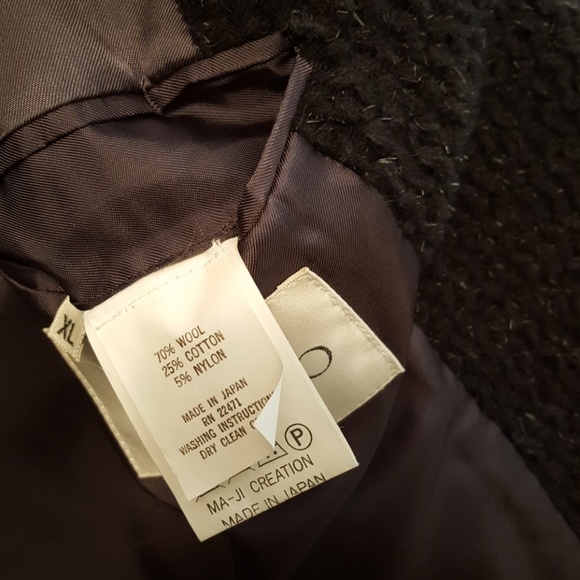 XL
70% WOOL
25% COTTON
5% NYLON
MADE IN JAPAN
RN 22471
WASHING INSTRUCTION
DRY CLEAN
P
MA-JI CREATION
MADE IN JAPAN